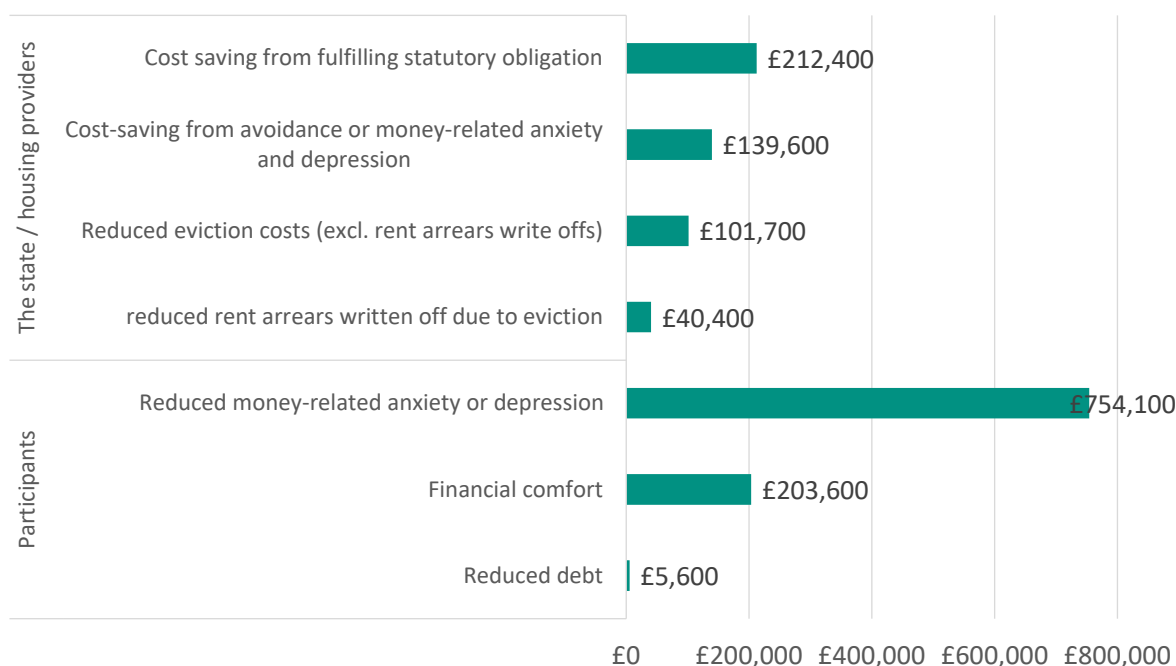 The state / housing providers
Cost saving from fulfilling statutory obligation
£212,400
Cost-saving from avoidance or money-related anxiety
and depression
£139,600
Reduced eviction costs (excl. rent arrears write offs)
£101,700
reduced rent arrears written off due to eviction
£40,400
Participants
Reduced money-related anxiety or depression
£754,100
Financial comfort
£203,600
Reduced debt
£5,600
£0 £200,000 £400,000 £600,000 £800,000